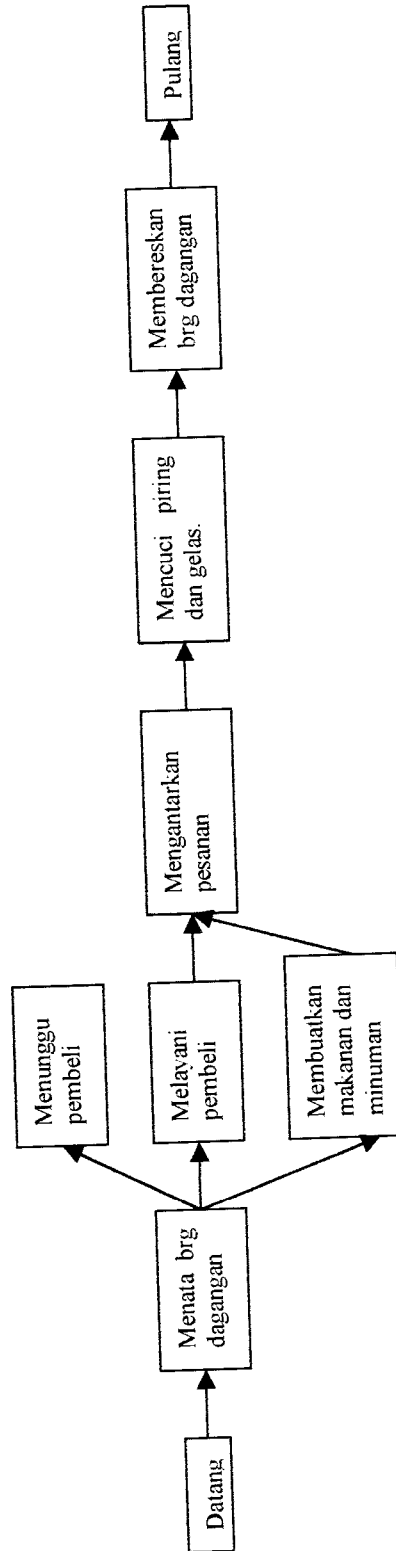 Datang
Menata brg
dagangan
Menunggu
pembeli
Melayani
pembeli
Membuatkan
makanan dan
minuman
Mengantarkan
pesanan
Mencuci piring
dan gelas.
Membereskan
brg dagangan
Pulang